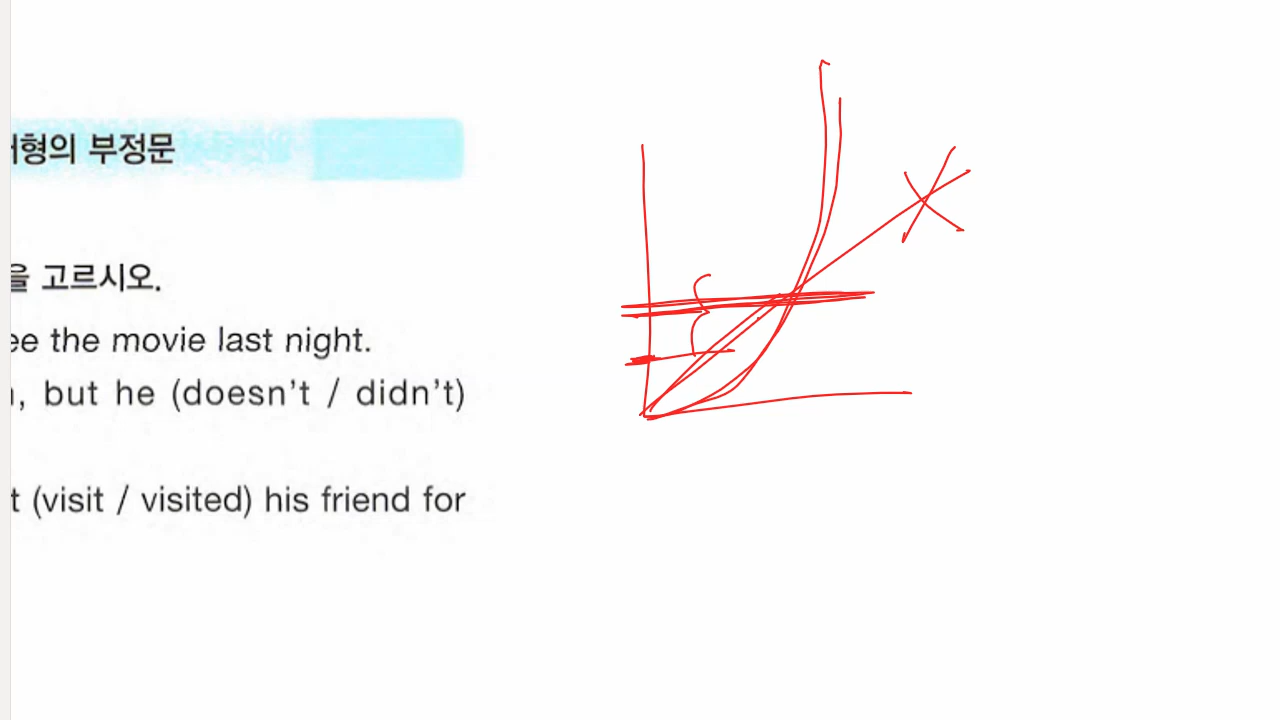 형의 부정문
을 고르시오.
ee the movie last night.
, but he (doesn't / didn't)
t (visit / visited) his friend for